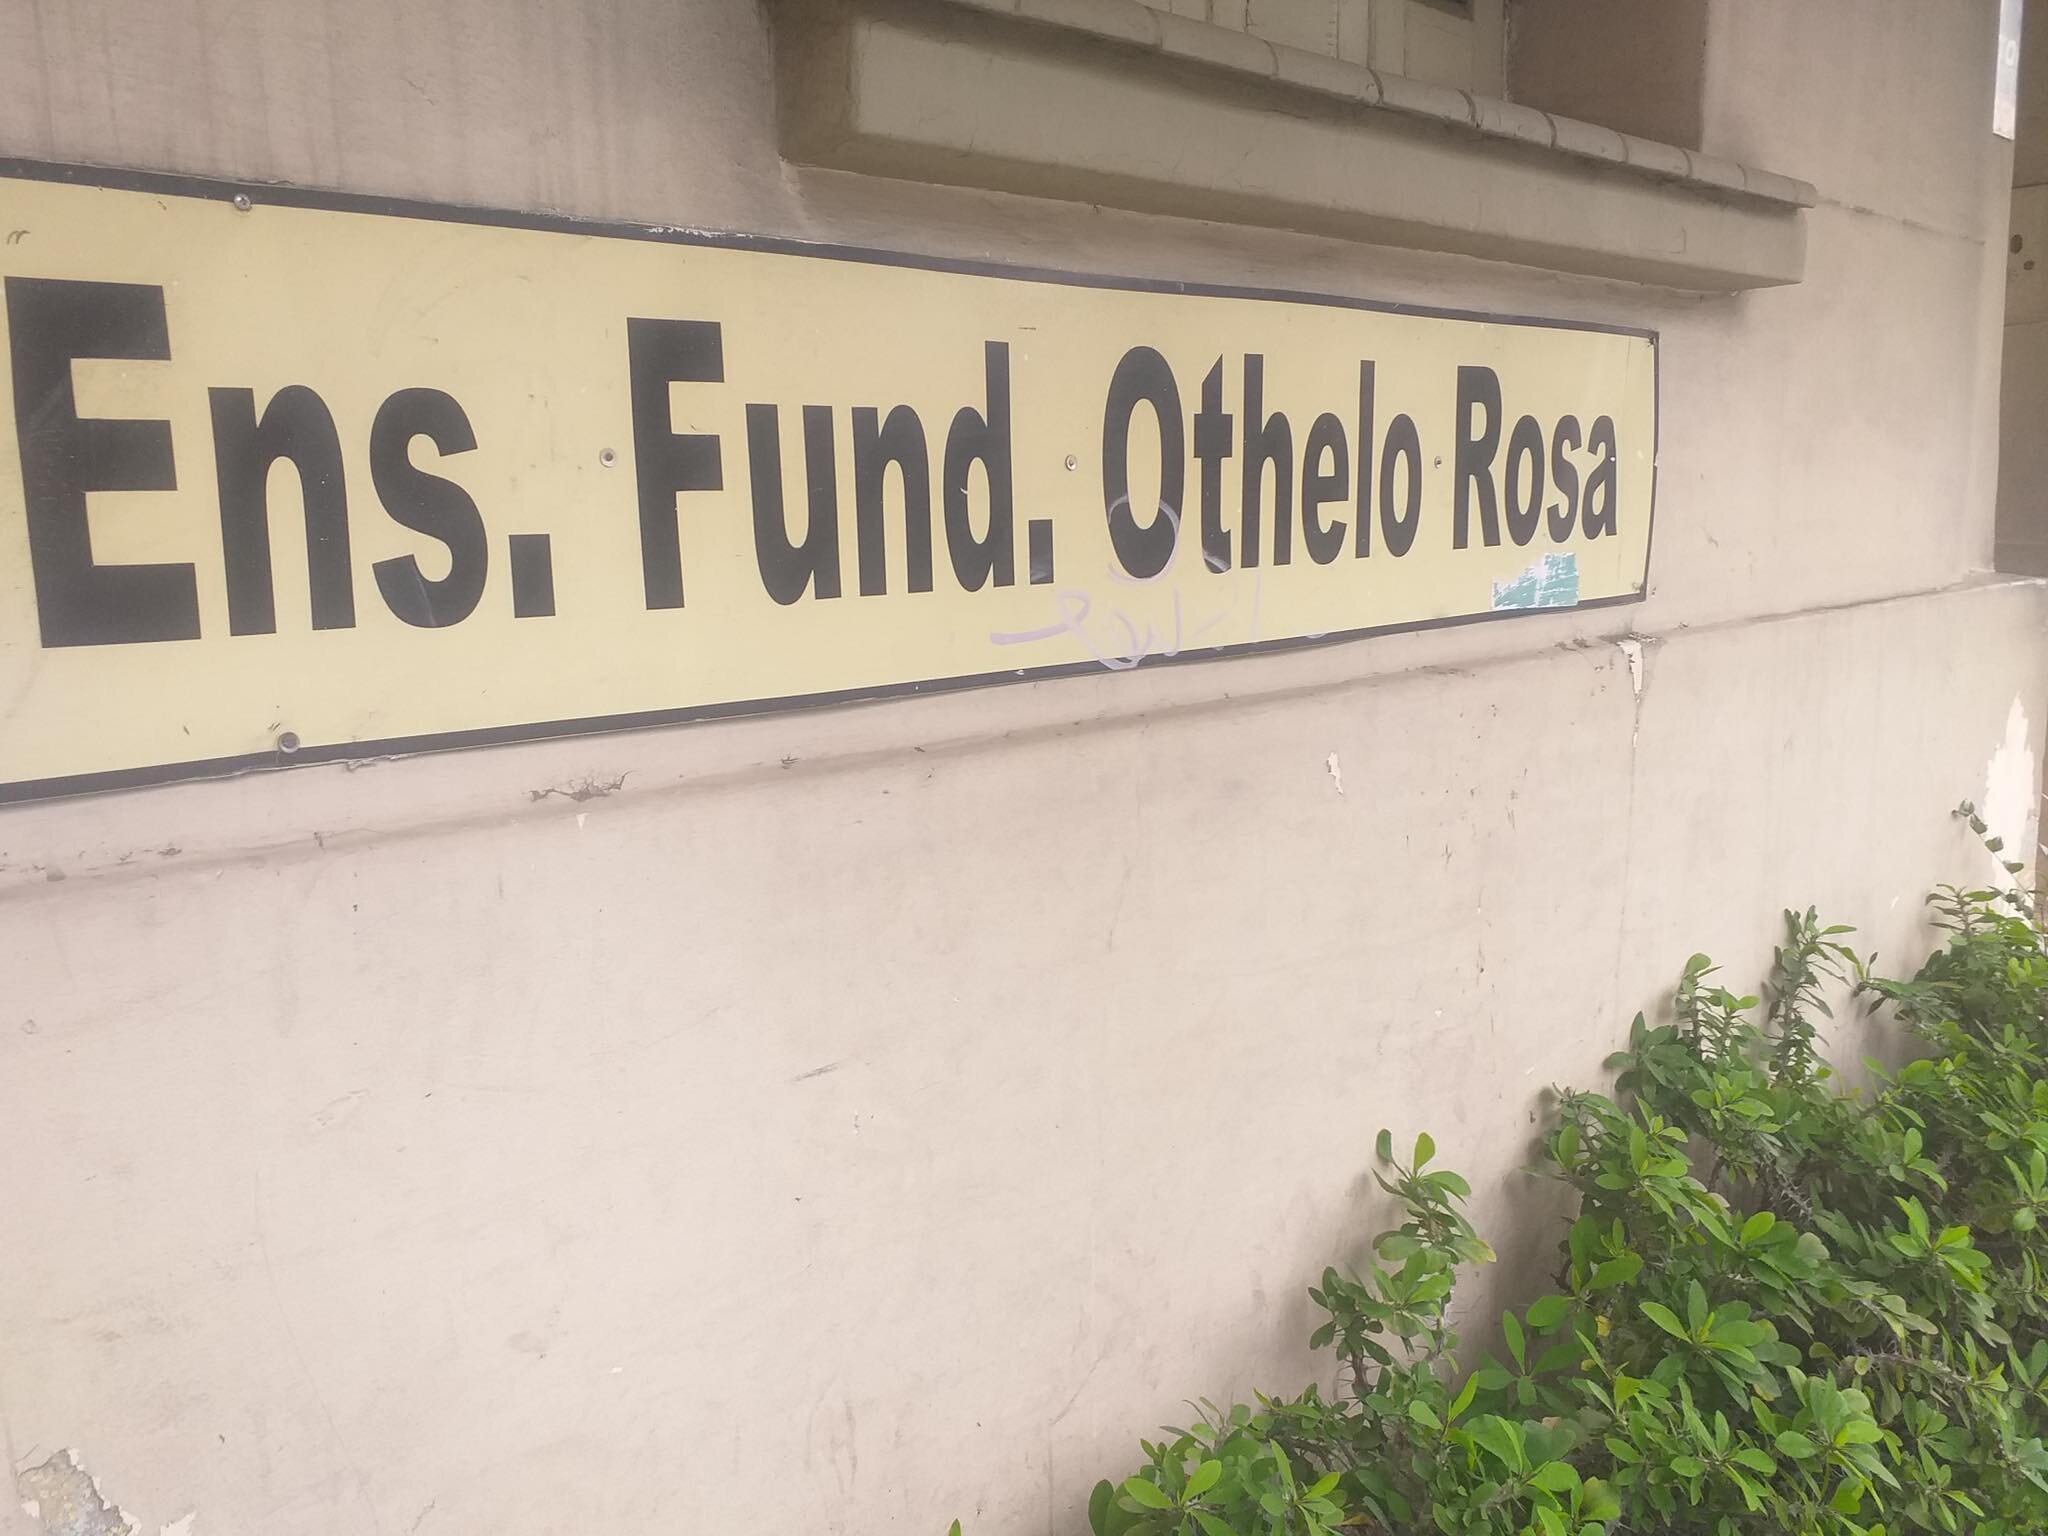 Ens. Fund. Othelo Rosa